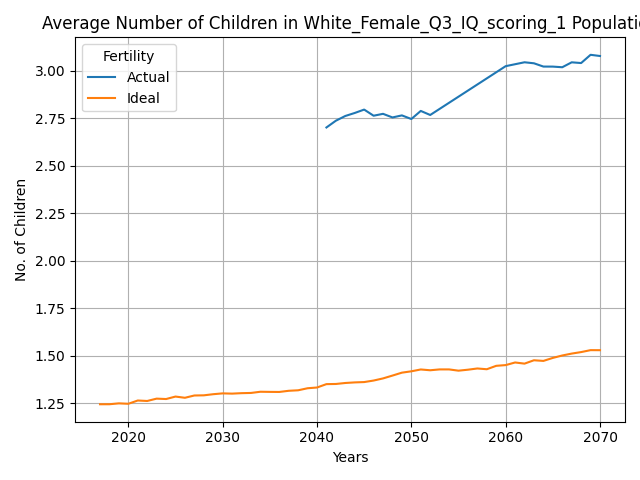 Average Number of Children in White_Female_Q3_IQ_scoring_1 Populatio
Fertility
Actual
Ideal
3.00
2.75
2.50
2.25
2.00
1.75
1.50
1.25
No. of Children
2020 2030 2040 2050 2060 2070
Years